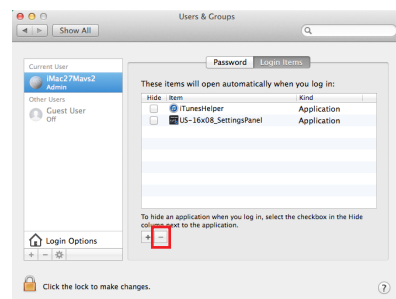 Users & Groups
Show All
Password Login Items
Current User
iMac27Mavs2
Admin
Other Users
Guest User
Off
These items will open automatically when you log in:
Hide Item Kind
iTunesHelper Application
US-16x08_SettingsPanel Application
To hide an application when you log in, select the checkbox in the Hide
column next to the application.
+ −
Login Options
+ −
Click the lock to make changes.
?